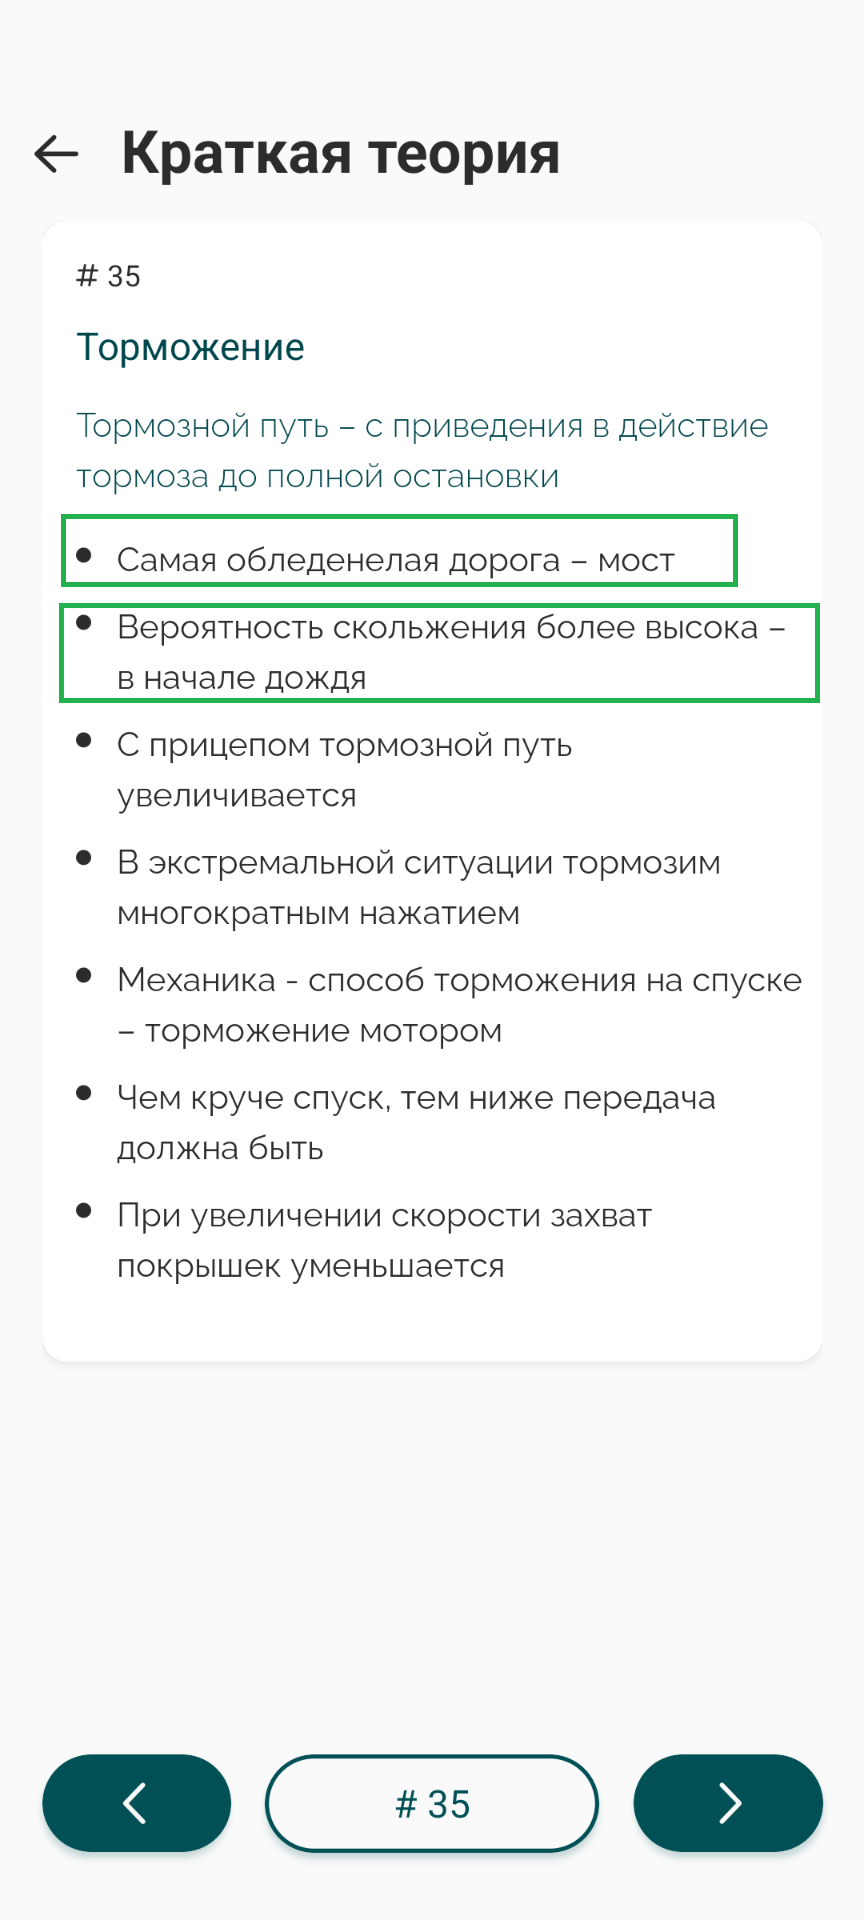 Краткая теория
# 35
Торможение
Тормозной путь – с приведения в действие
тормоза до полной остановки
• Самая обледенелая дорога – мост
• Вероятность скольжения более высока –
в начале дождя
• С прицепом тормозной путь
увеличивается
• В экстремальной ситуации тормозим
многократным нажатием
• Механика - способ торможения на спуске
– торможение мотором
• Чем круче спуск, тем ниже передача
должна быть
• При увеличении скорости захват
покрышек уменьшается
# 35